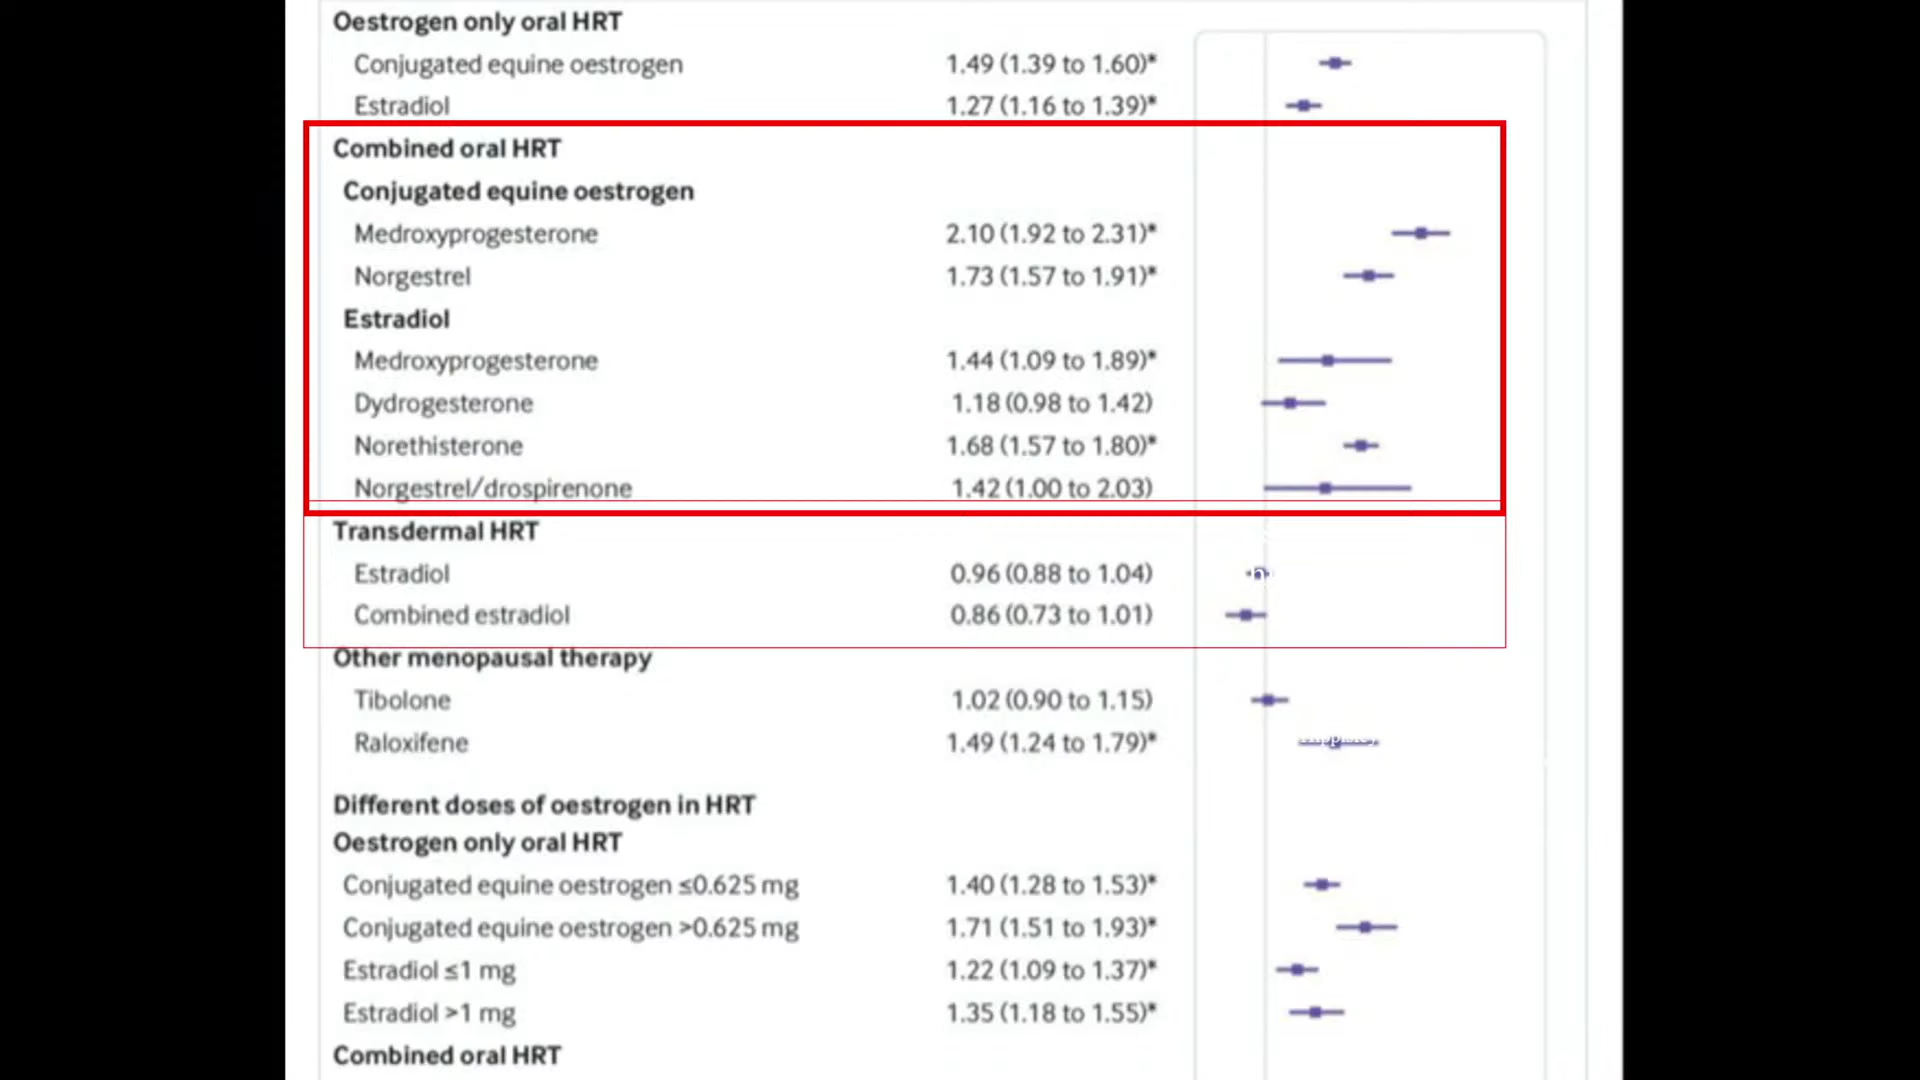 Oestrogen only oral HRT
Conjugated equine oestrogen 1.49 (1.39 to 1.60)*
Estradiol 1.27 (1.16 to 1.39)*
Combined oral HRT
Conjugated equine oestrogen
Medroxyprogesterone 2.10 (1.92 to 2.31)*
Norgestrel 1.73 (1.57 to 1.91)*
Estradiol
Medroxyprogesterone 1.44 (1.09 to 1.89)*
Dydrogesterone 1.18 (0.98 to 1.42)
Norethisterone 1.68 (1.57 to 1.80)*
Norgestrel/drospirenone 1.42 (1.00 to 2.03)
Transdermal HRT
Estradiol 0.96 (0.88 to 1.04)
Combined estradiol 0.86 (0.73 to 1.01)
Other menopausal therapy
Tibolone 1.02 (0.90 to 1.15)
Raloxifene 1.49 (1.24 to 1.79)*
Different doses of oestrogen in HRT
Oestrogen only oral HRT
Conjugated equine oestrogen ≤0.625 mg 1.40 (1.28 to 1.53)*
Conjugated equine oestrogen >0.625 mg 1.71 (1.51 to 1.93)*
Estradiol ≤1 mg 1.22 (1.09 to 1.37)*
Estradiol >1 mg 1.35 (1.18 to 1.55)*
Combined oral HRT